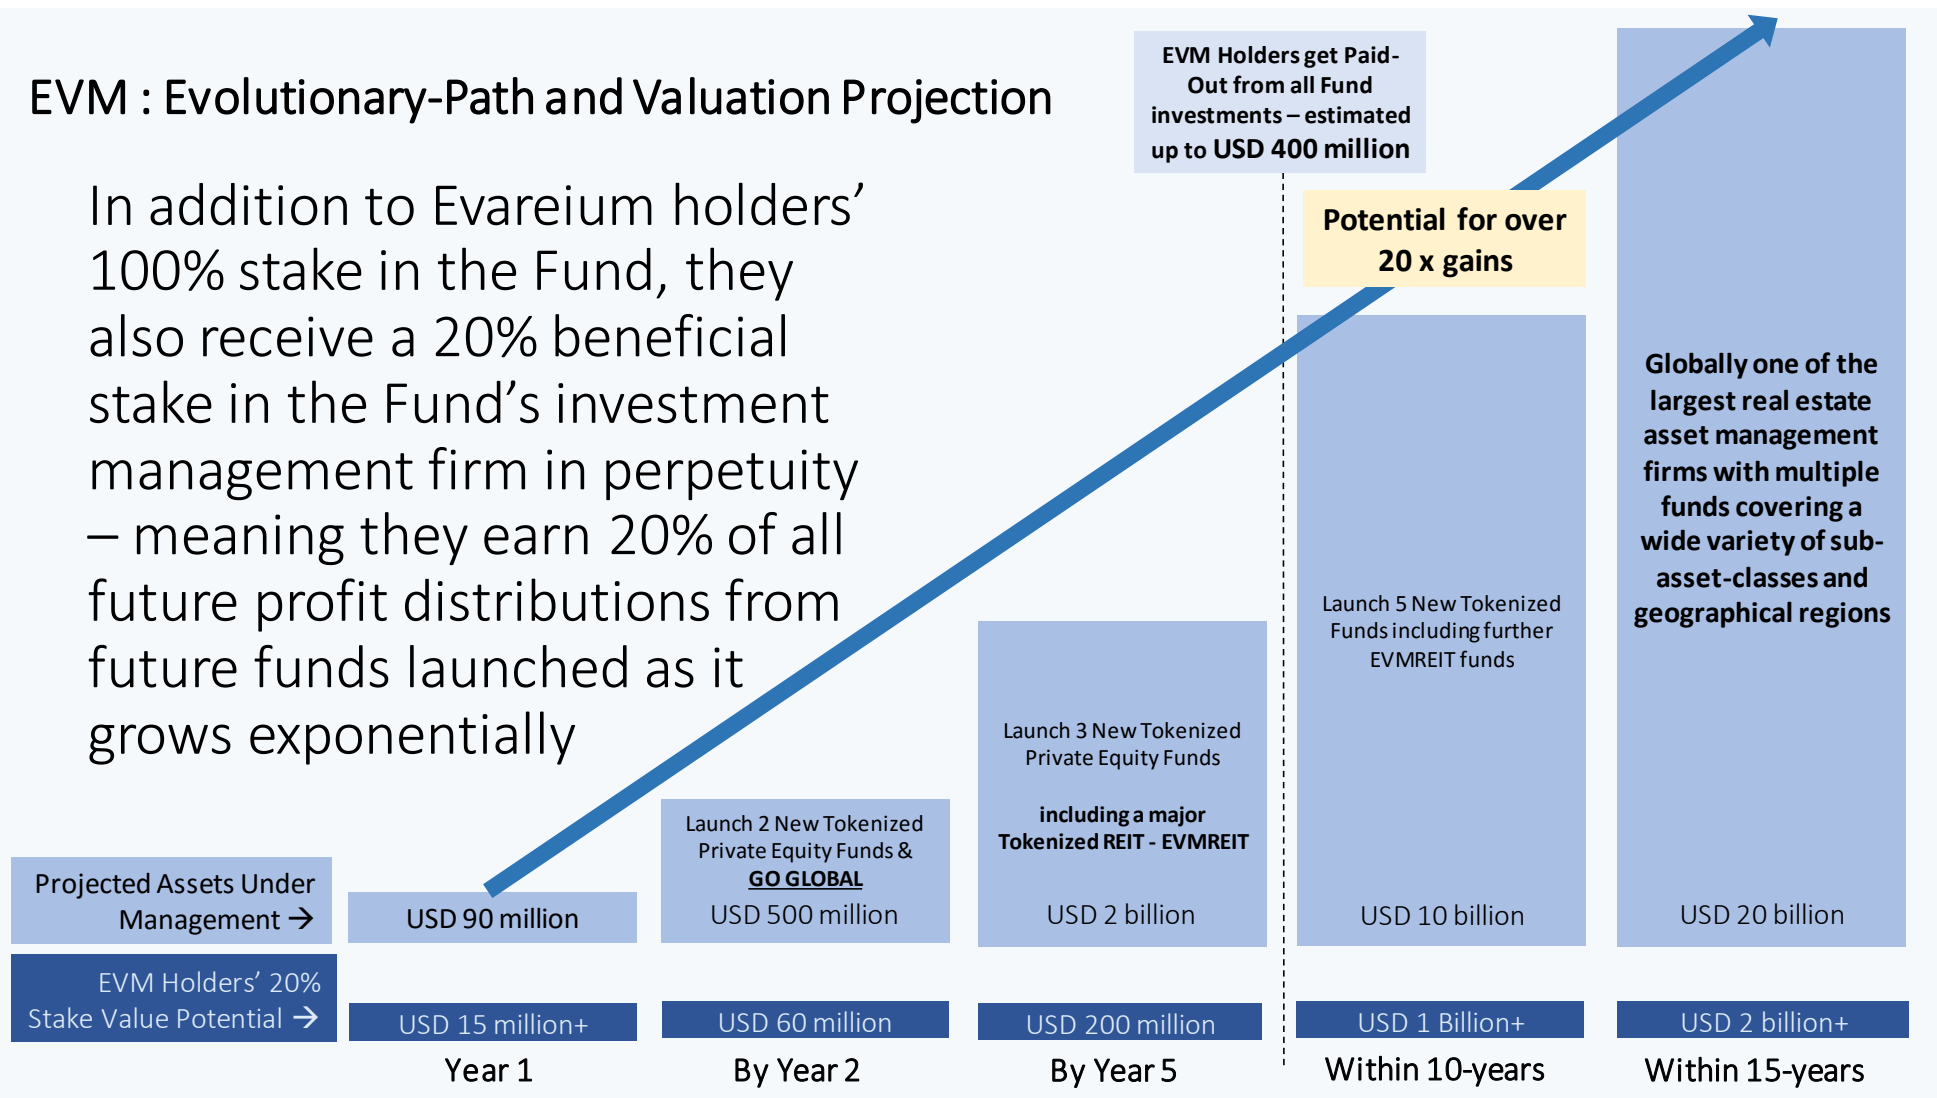 EVM : Evolutionary-Path and Valuation Projection
In addition to Evareium holders’
100% stake in the Fund, they
also receive a 20% beneficial
stake in the Fund’s investment
management firm in perpetuity
– meaning they earn 20% of all
future profit distributions from
future funds launched as it
grows exponentially
EVM Holders get Paid-
Out from all Fund
investments – estimated
up to USD 400 million
Potential for over
20 x gains
Projected Assets Under
Management →
USD 90 million
Launch 2 New Tokenized
Private Equity Funds &
GO GLOBAL
USD 500 million
Launch 3 New Tokenized
Private Equity Funds
including a major
Tokenized REIT - EVMREIT
USD 2 billion
Launch 5 New Tokenized
Funds including further
EVMREIT funds
USD 10 billion
Globally one of the
largest real estate
asset management
firms with multiple
funds covering a
wide variety of sub-
asset-classes and
geographical regions
USD 20 billion
EVM Holders’ 20%
Stake Value Potential →
USD 15 million+
USD 60 million
USD 200 million
USD 1 Billion+
USD 2 billion+
Year 1
By Year 2
By Year 5
Within 10-years
Within 15-years